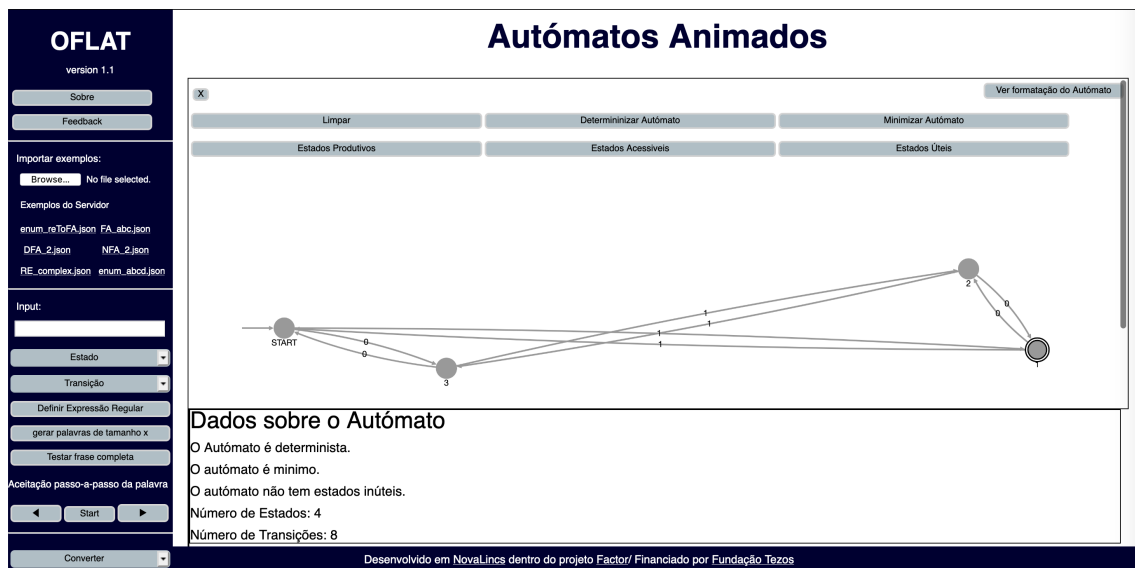 OFLAT
version 1.1
Sobre
Feedback
Importar exemplos:
Browse... No file selected.
Exemplos do Servidor
enum_reToFA.json FA_abc.json
DFA_2.json NFA_2.json
RE_complex.json enum_abcd.json
Input:
Estado
Transição
Definir Expressão Regular
gerar palavras de tamanho x
Testar frase completa
Aceitação passo-a-passo da palavra
Start
Converter
Autómatos Animados
X
Ver formatação do Autómato
Limpar Determininizar Autómato Minimizar Autómato
Estados Produtivos Estados Acessiveis Estados Úteis
2
0
1
0
1
START
1
0
1
0
1
3
Dados sobre o Autómato
O Autómato é determinista.
O autómato é minimo.
O autómato não tem estados inúteis.
Número de Estados: 4
Número de Transições: 8
Desenvolvido em NovaLincs dentro do projeto Factor/ Financiado por Fundação Tezos